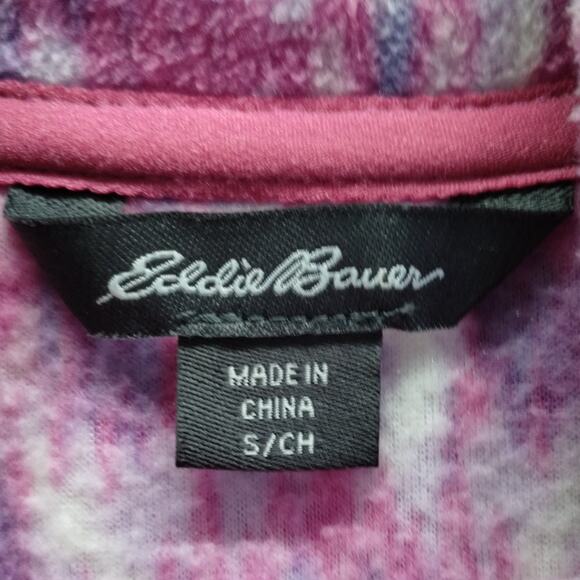 Eddie Bauer
MADE IN
CHINA
S/CH